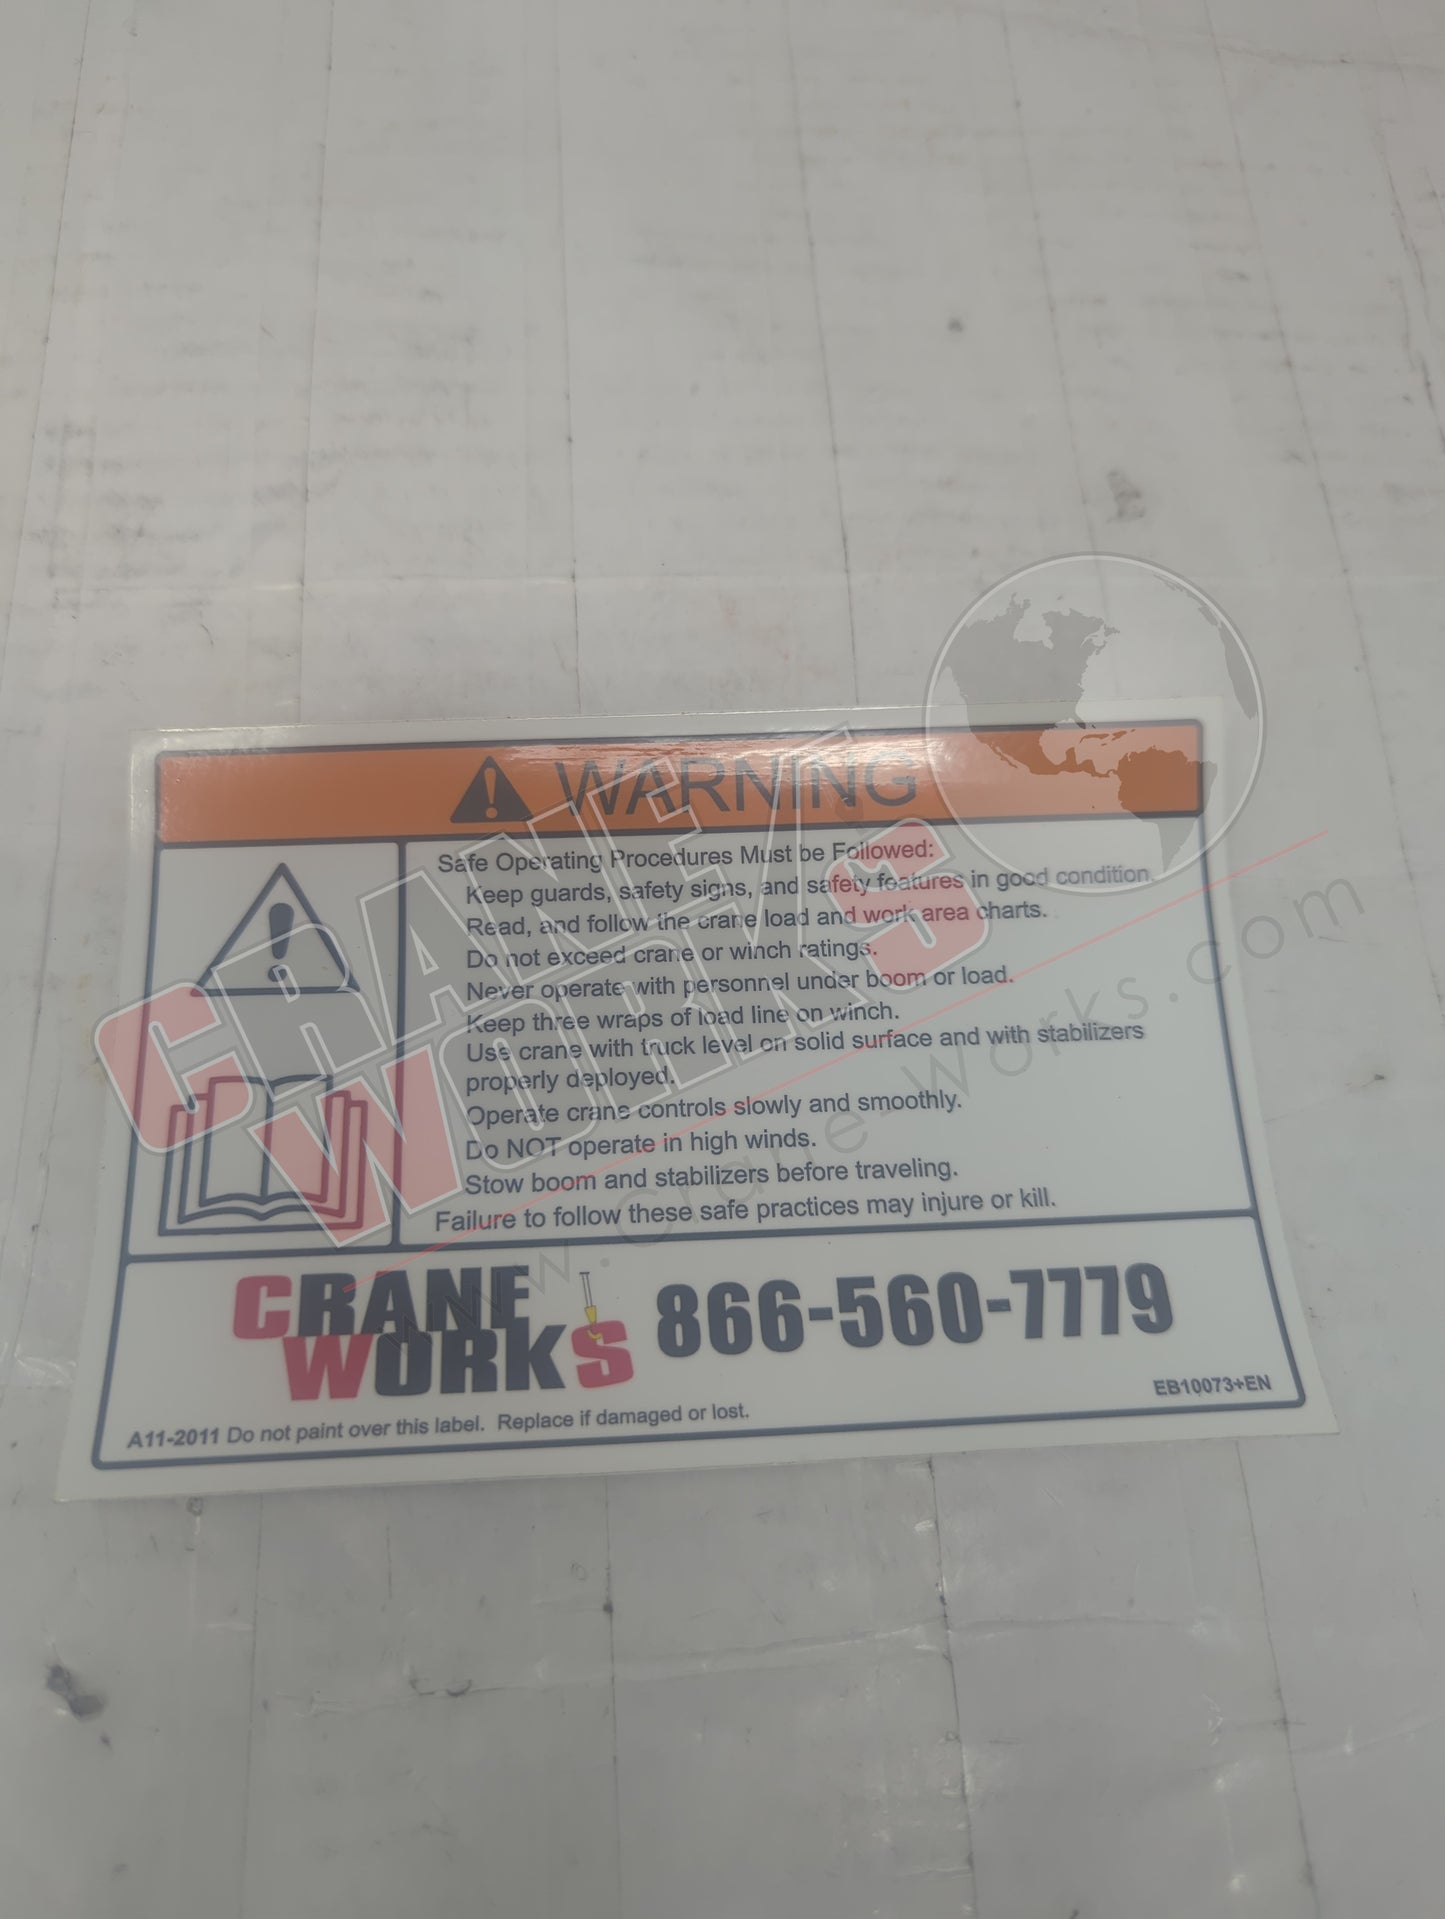 WARNING
Safe Operating Procedures Must be Followed:
Keep guards, safety signs, and safety features in good condition.
Read, and follow the crane load and work area charts.
Do not exceed crane or winch ratings.
Never operate with personnel under boom or load.
Keep three wraps of load line on winch.
Use crane with truck level on solid surface and with stabilizers
properly deployed.
Operate crane controls slowly and smoothly.
Do NOT operate in high winds.
Stow boom and stabilizers before traveling.
Failure to follow these safe practices may injure or kill.
CRANE
WORKS
866-560-7779
EB10073+EN
A11-2011 Do not paint over this label. Replace if damaged or lost.
CRANE
WORKS
www.crane-works.com